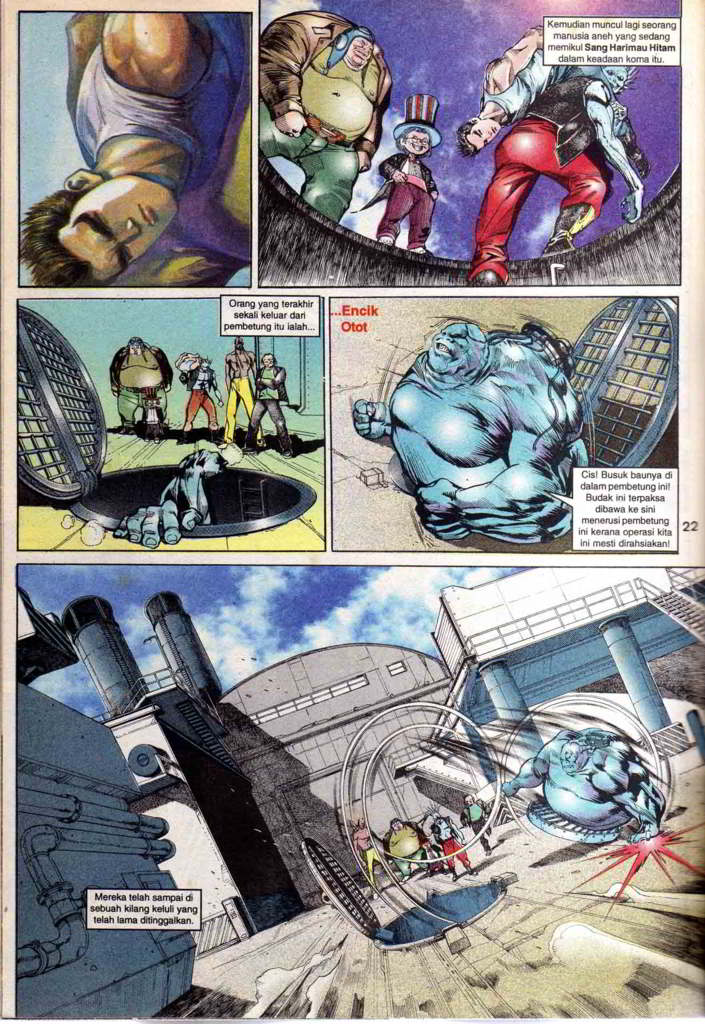 Kemudian muncul lagi seorang
manusia aneh yang sedang
memikul Sang Harimau Hitam
dalam keadaan koma itu.
Orang yang terakhir
sekali keluar dari
pembetung itu ialah...
...Encik
Otot
Cis! Busuk baunya di
dalam pembetung ini!
Budak ini terpaksa
dibawa ke sini
menerusi pembetung
ini kerana operasi kita
ini mesti dirahsiakan!
22
Mereka telah sampai di
sebuah kilang keluli yang
telah lama ditinggalkan.